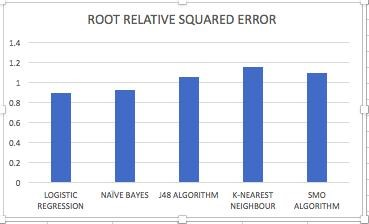 ROOT RELATIVE SQUARED ERROR
1.4
1.2
1
0.8
0.6
0.4
0.2
0
LOGISTIC REGRESSION
NAÏVE BAYES
J48 ALGORITHM
K-NEAREST NEIGHBOUR
SMO ALGORITHM